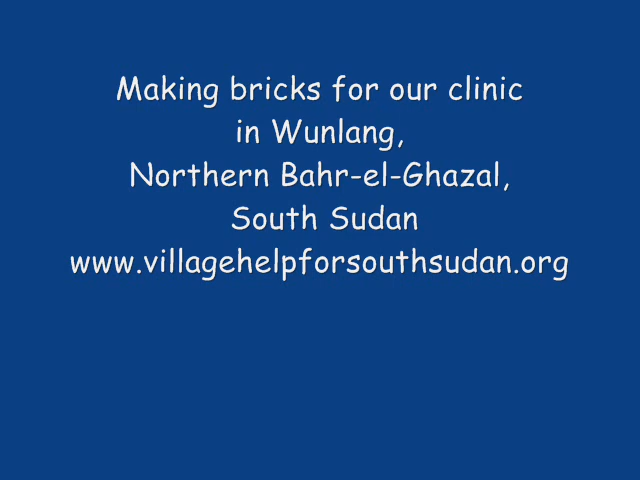 Making bricks for our clinic
in Wunlang,
Northern Bahr-el-Ghazal,
South Sudan
www.villagehelpforsouthsudan.org